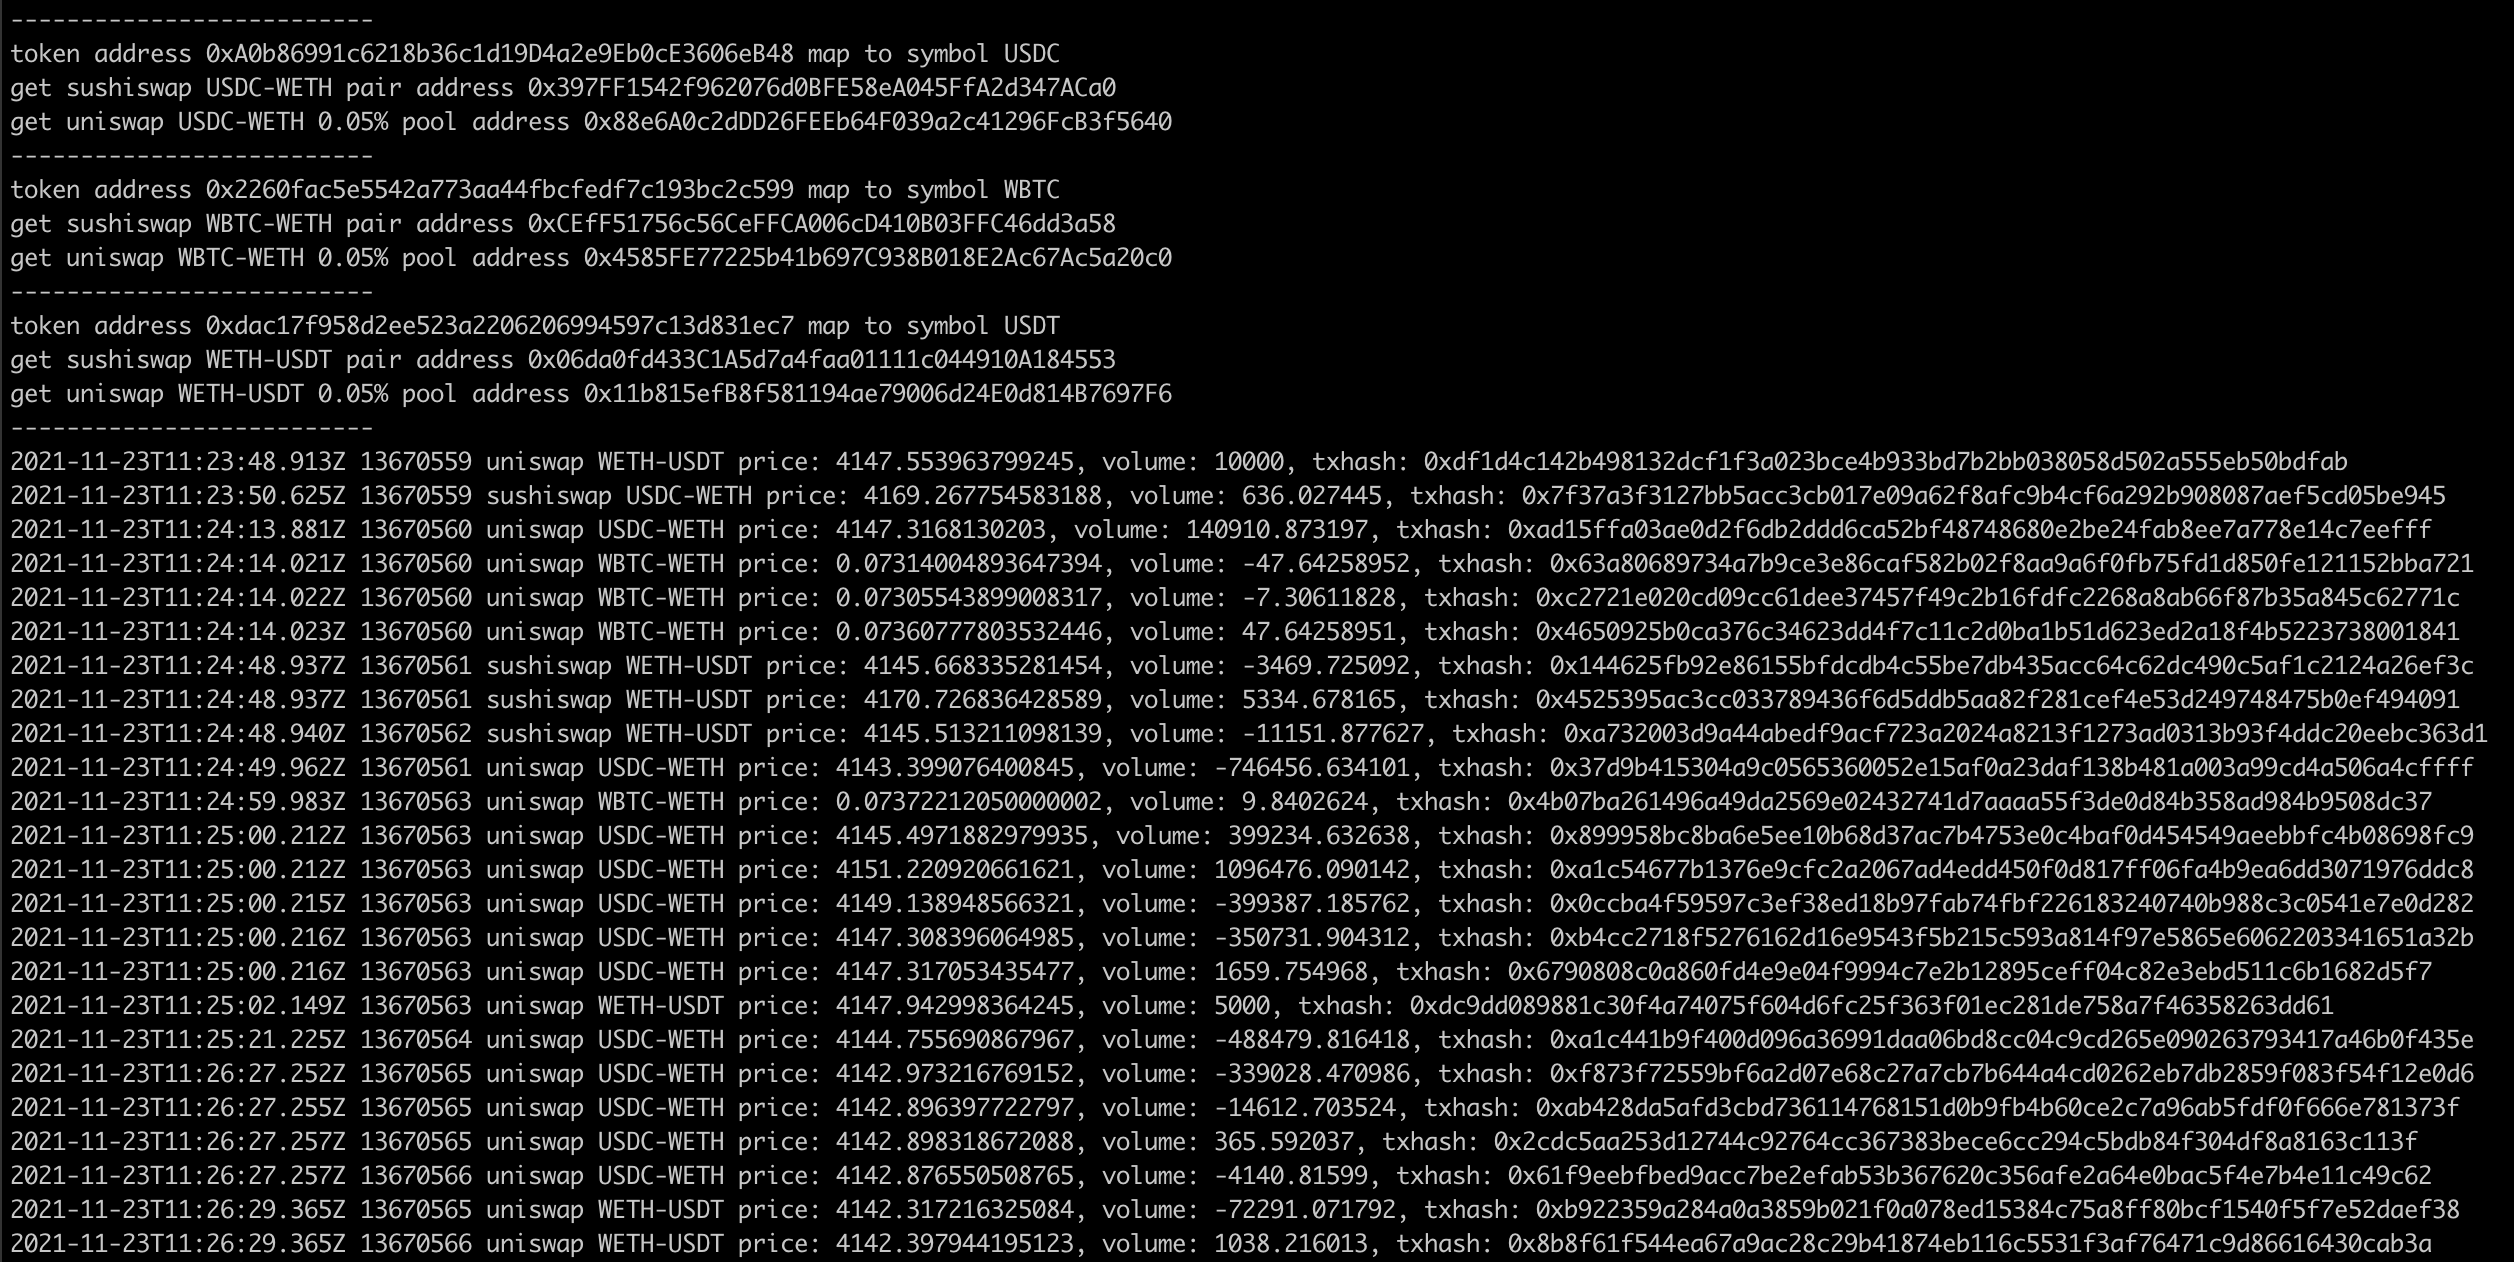 --------------------------
token address 0xA0b86991c6218b36c1d19D4a2e9Eb0cE3606eB48 map to symbol USDC
get sushiswap USDC-WETH pair address 0x397FF1542f962076d0BFE58eA045FfA2d347ACa0
get uniswap USDC-WETH 0.05% pool address 0x88e6A0c2dDD26FEEb64F039a2c41296FcB3f5640
--------------------------
token address 0x2260fac5e5542a773aa44fbcfedf7c193bc2c599 map to symbol WBTC
get sushiswap WBTC-WETH pair address 0xCEfF51756c56CeFFCA006cD410B03FFC46dd3a58
get uniswap WBTC-WETH 0.05% pool address 0x4585FE77225b41b697C938B018E2Ac67Ac5a20c0
--------------------------
token address 0xdac17f958d2ee523a2206206994597c13d831ec7 map to symbol USDT
get sushiswap WETH-USDT pair address 0x06da0fd433C1A5d7a4faa01111c044910A184553
get uniswap WETH-USDT 0.05% pool address 0x11b815efB8f581194ae79006d24E0d814B7697F6
--------------------------
2021-11-23T11:23:48.913Z 13670559 uniswap WETH-USDT price: 4147.553963799245, volume: 10000, txhash: 0xdf1d4c142b498132dcf1f3a023bce4b933bd7b2bb038058d502a555eb50bdfab
2021-11-23T11:23:50.625Z 13670559 sushiswap USDC-WETH price: 4169.267754583188, volume: 636.027445, txhash: 0x7f37a3f3127bb5acc3cb017e09a62f8afc9b4cf6a292b908087aef5cd05be945
2021-11-23T11:24:13.881Z 13670560 uniswap USDC-WETH price: 4147.3168130203, volume: 140910.873197, txhash: 0xad15ffa03ae0d2f6db2ddd6ca52bf48748680e2be24fab8ee7a778e14c7eefff
2021-11-23T11:24:14.021Z 13670560 uniswap WBTC-WETH price: 0.07314004893647394, volume: -47.64258952, txhash: 0x63a80689734a7b9ce3e86caf582b02f8aa9a6f0fb75fd1d850fe121152bba721
2021-11-23T11:24:14.022Z 13670560 uniswap WBTC-WETH price: 0.07305543899008317, volume: -7.30611828, txhash: 0xc2721e020cd09cc61dee37457f49c2b16fdfc2268a8ab66f87b35a845c62771c
2021-11-23T11:24:14.023Z 13670560 uniswap WBTC-WETH price: 0.07360777803532446, volume: 47.64258951, txhash: 0x4650925b0ca376c34623dd4f7c11c2d0ba1b51d623ed2a18f4b5223738001841
2021-11-23T11:24:48.937Z 13670561 sushiswap WETH-USDT price: 4145.668335281454, volume: -3469.725092, txhash: 0x144625fb92e86155bfdcdb4c55be7db435acc64c62dc490c5af1c2124a26ef3c
2021-11-23T11:24:48.937Z 13670561 sushiswap WETH-USDT price: 4170.726836428589, volume: 5334.678165, txhash: 0x4525395ac3cc033789436f6d5ddb5aa82f281cef4e53d249748475b0ef494091
2021-11-23T11:24:48.940Z 13670562 sushiswap WETH-USDT price: 4145.513211098139, volume: -11151.877627, txhash: 0xa732003d9a44abedf9acf723a2024a8213f1273ad0313b93f4ddc20eebc363d1
2021-11-23T11:24:49.962Z 13670561 uniswap USDC-WETH price: 4143.399076400845, volume: -746456.634101, txhash: 0x37d9b415304a9c0565360052e15af0a23daf138b481a003a99cd4a506a4cffff
2021-11-23T11:24:59.983Z 13670563 uniswap WBTC-WETH price: 0.07372212050000002, volume: 9.8402624, txhash: 0x4b07ba261496a49da2569e02432741d7aaaa55f3de0d84b358ad984b9508dc37
2021-11-23T11:25:00.212Z 13670563 uniswap USDC-WETH price: 4145.4971882979935, volume: 399234.632638, txhash: 0x899958bc8ba6e5ee10b68d37ac7b4753e0c4baf0d454549aeebbfc4b08698fc9
2021-11-23T11:25:00.212Z 13670563 uniswap USDC-WETH price: 4151.220920661621, volume: 1096476.090142, txhash: 0xa1c54677b1376e9cfc2a2067ad4edd450f0d817ff06fa4b9ea6dd3071976ddc8
2021-11-23T11:25:00.215Z 13670563 uniswap USDC-WETH price: 4149.138948566321, volume: -399387.185762, txhash: 0x0ccba4f59597c3ef38ed18b97fab74fbf226183240740b988c3c0541e7e0d282
2021-11-23T11:25:00.216Z 13670563 uniswap USDC-WETH price: 4147.308396064985, volume: -350731.904312, txhash: 0xb4cc2718f5276162d16e9543f5b215c593a814f97e5865e6062203341651a32b
2021-11-23T11:25:00.216Z 13670563 uniswap USDC-WETH price: 4147.317053435477, volume: 1659.754968, txhash: 0x6790808c0a860fd4e9e04f9994c7e2b12895ceff04c82e3ebd511c6b1682d5f7
2021-11-23T11:25:02.149Z 13670563 uniswap WETH-USDT price: 4147.942998364245, volume: 5000, txhash: 0xdc9dd089881c30f4a74075f604d6fc25f363f01ec281de758a7f46358263dd61
2021-11-23T11:25:21.225Z 13670564 uniswap USDC-WETH price: 4144.755690867967, volume: -488479.816418, txhash: 0xa1c441b9f400d096a36991daa06bd8cc04c9cd265e090263793417a46b0f435e
2021-11-23T11:26:27.252Z 13670565 uniswap USDC-WETH price: 4142.973216769152, volume: -339028.470986, txhash: 0xf873f72559bf6a2d07e68c27a7cb7b644a4cd0262eb7db2859f083f54f12e0d6
2021-11-23T11:26:27.255Z 13670565 uniswap USDC-WETH price: 4142.896397722797, volume: -14612.703524, txhash: 0xab428da5afd3cbd736114768151d0b9fb4b60ce2c7a96ab5fdf0f666e781373f
2021-11-23T11:26:27.257Z 13670565 uniswap USDC-WETH price: 4142.898318672088, volume: 365.592037, txhash: 0x2cdc5aa253d12744c92764cc367383bece6cc294c5bdb84f304df8a8163c113f
2021-11-23T11:26:27.257Z 13670566 uniswap USDC-WETH price: 4142.876550508765, volume: -4140.81599, txhash: 0x61f9eebfbed9acc7be2efab53b367620c356afe2a64e0bac5f4e7b4e11c49c62
2021-11-23T11:26:29.365Z 13670565 uniswap WETH-USDT price: 4142.317216325084, volume: -72291.071792, txhash: 0xb922359a284a0a3859b021f0a078ed15384c75a8ff80bcf1540f5f7e52daef38
2021-11-23T11:26:29.365Z 13670566 uniswap WETH-USDT price: 4142.397944195123, volume: 1038.216013, txhash: 0x8b8f61f544ea67a9ac28c29b41874eb116c5531f3af76471c9d86616430cab3a